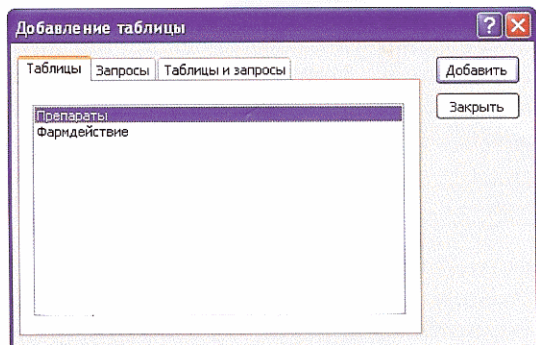 Добавление таблицы
Таблицы Запросы Таблицы и запросы
Добавить
Закрыть
Препараты
Фармдействие